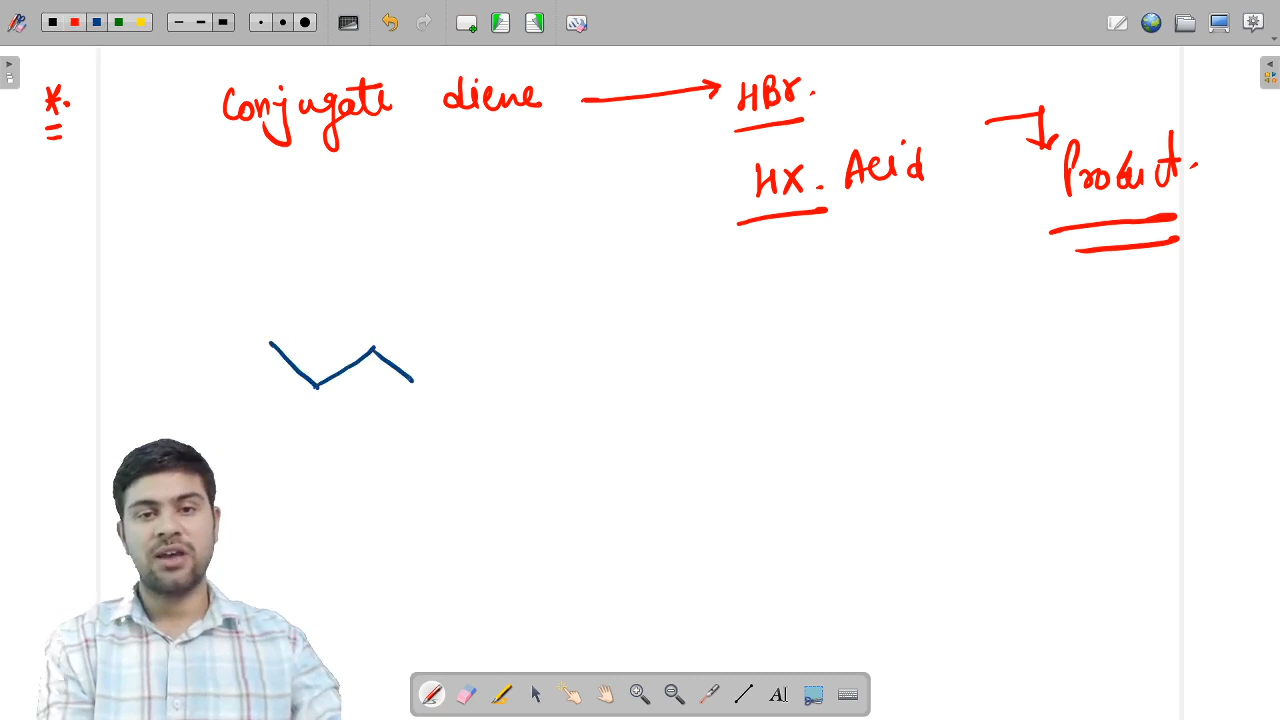 *. Conjugate diene → HBr.
HX. Acid
Product.